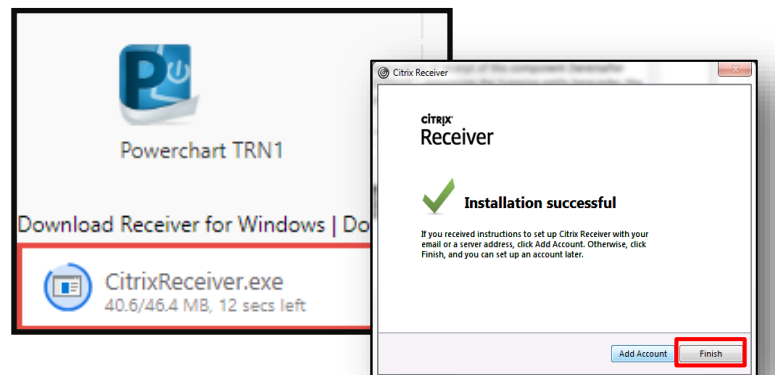 Powerchart TRN1
Download Receiver for Windows | Do
CitrixReceiver.exe
40.6/46.4 MB, 12 secs left
Citrix Receiver
CİTRIX
Receiver
Installation successful
If you received instructions to set up Citrix Receiver with your
email or a server address, click Add Account. Otherwise, click
Finish, and you can set up an account later.
Add Account
Finish